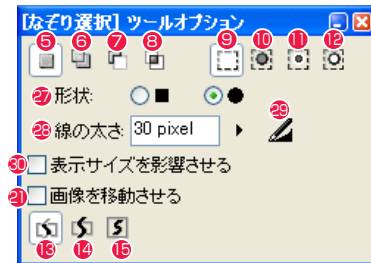 [なぞり選択] ツールオプション
5 6 7 8 9 10 11 12
27 形状: ■ ●
28 線の太さ: 30 pixel 29
30 表示サイズを影響させる
21 画像を移動させる
13 14 15